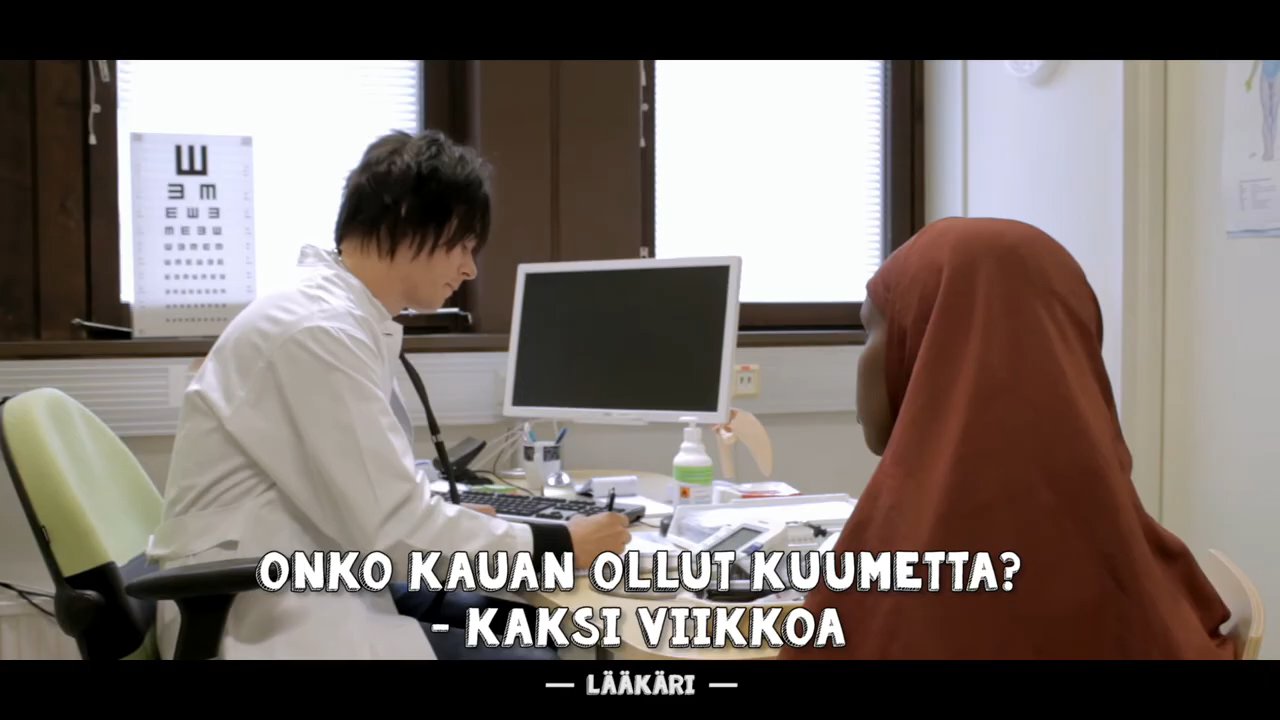 Ш
Ǝ M
E Ш Ǝ
ONKO KAUAN OLLUT KUUMETTA?
- KAKSI VIIKKOA
— LÄÄKÄRI —